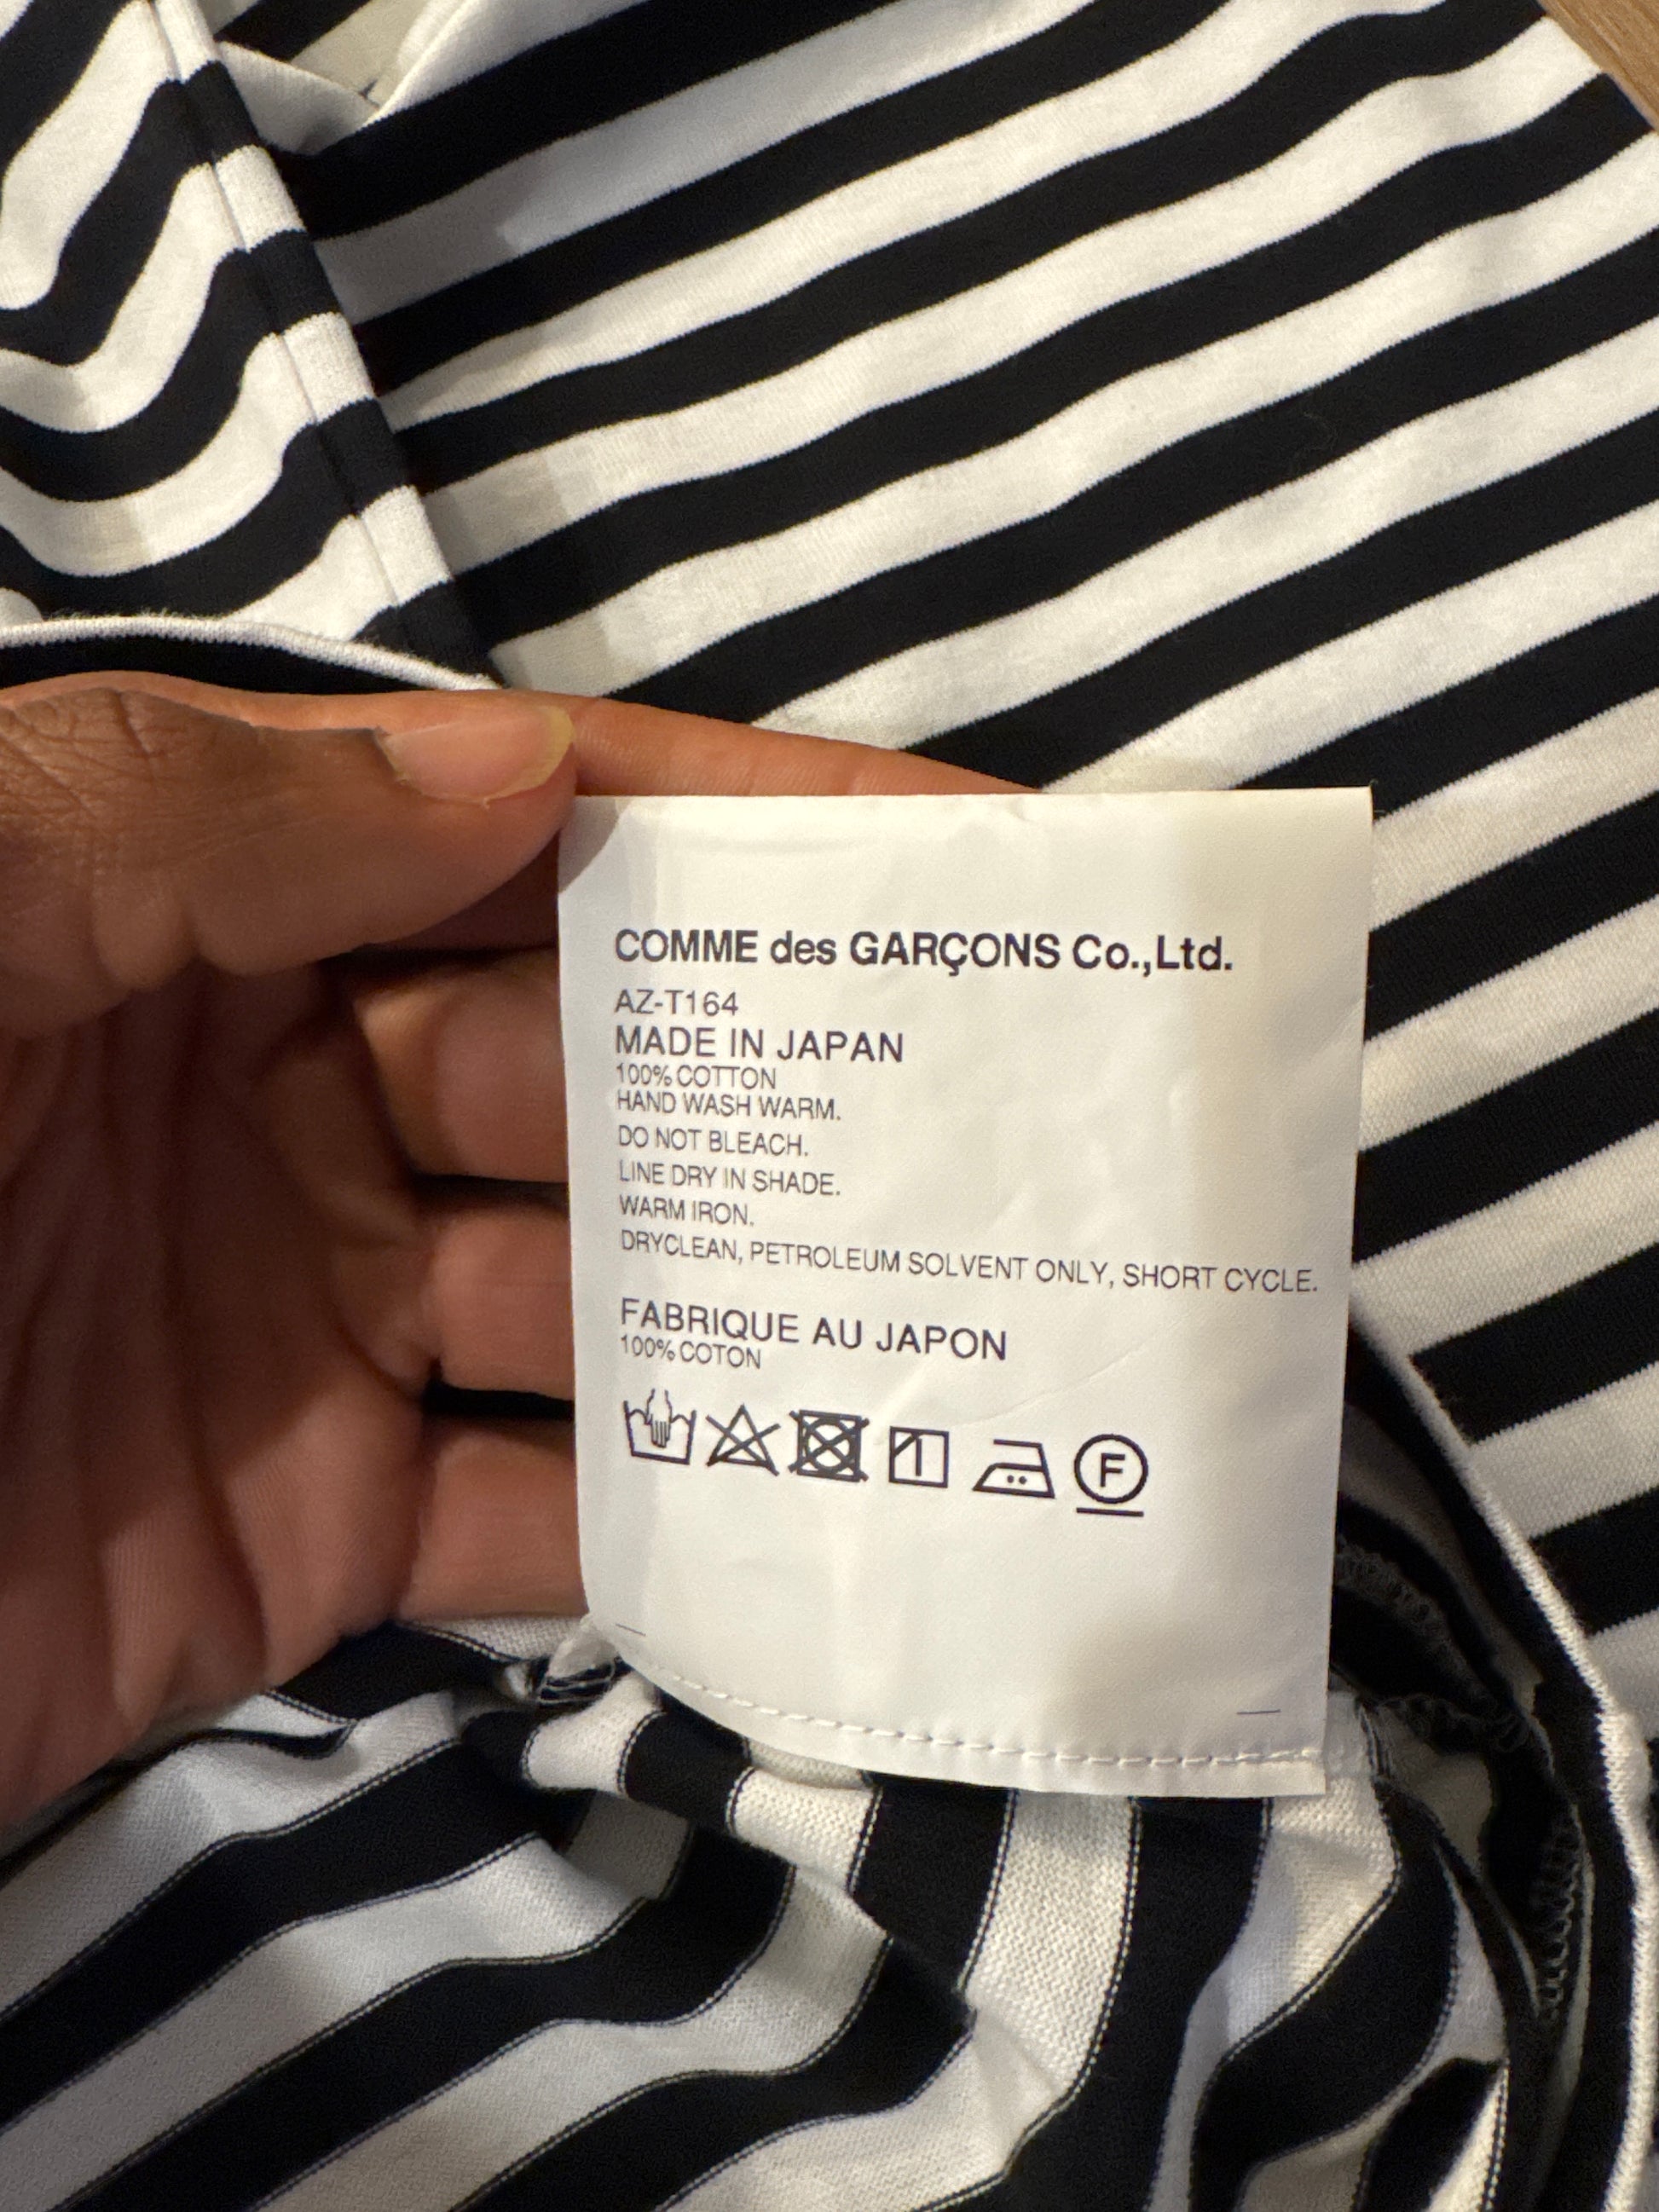 COMME des GARÇONS Co.,Ltd.
AZ-T164
MADE IN JAPAN
100% COTTON
HAND WASH WARM.
DO NOT BLEACH.
LINE DRY IN SHADE.
WARM IRON.
DRYCLEAN, PETROLEUM SOLVENT ONLY, SHORT CYCLE.
FABRIQUE AU JAPON
100% COTON
F